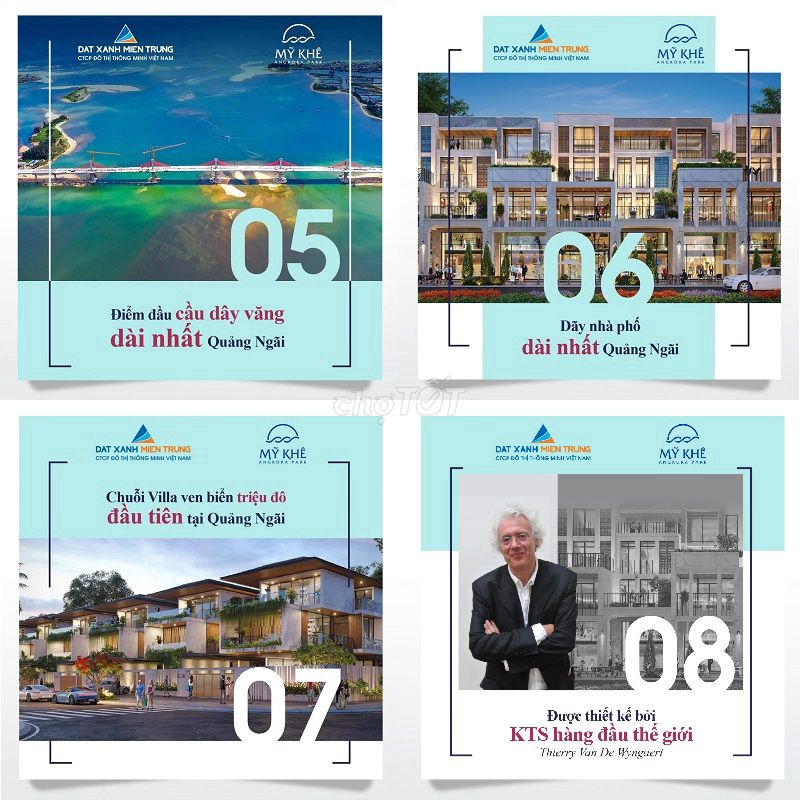 DAT XANH MIEN TRUNG
CTCP ĐÔ THỊ THÔNG MINH VIỆT NAM
MỸ KHÊ
ANGKORA PARK
05
Điểm đầu cầu dây văng
dài nhất Quảng Ngãi
DAT XANH MIEN TRUNG
CTCP ĐÔ THỊ THÔNG MINH VIỆT NAM
MỸ KHÊ
ANGKORA PARK
06
Dãy nhà phố
dài nhất Quảng Ngãi
chợTỐT
DAT XANH MIEN TRUNG
CTCP ĐÔ THỊ THÔNG MINH VIỆT NAM
MỸ KHÊ
ANGKORA PARK
Chuỗi Villa ven biển triệu đô
đầu tiên tại Quảng Ngãi
07
DAT XANH MIEN TRUNG
CTCP ĐÔ THỊ THÔNG MINH VIỆT NAM
MỸ KHÊ
ANGKORA PARK
08
Được thiết kế bởi
KTS hàng đầu thế giới
Thierry Van De Wyngaert